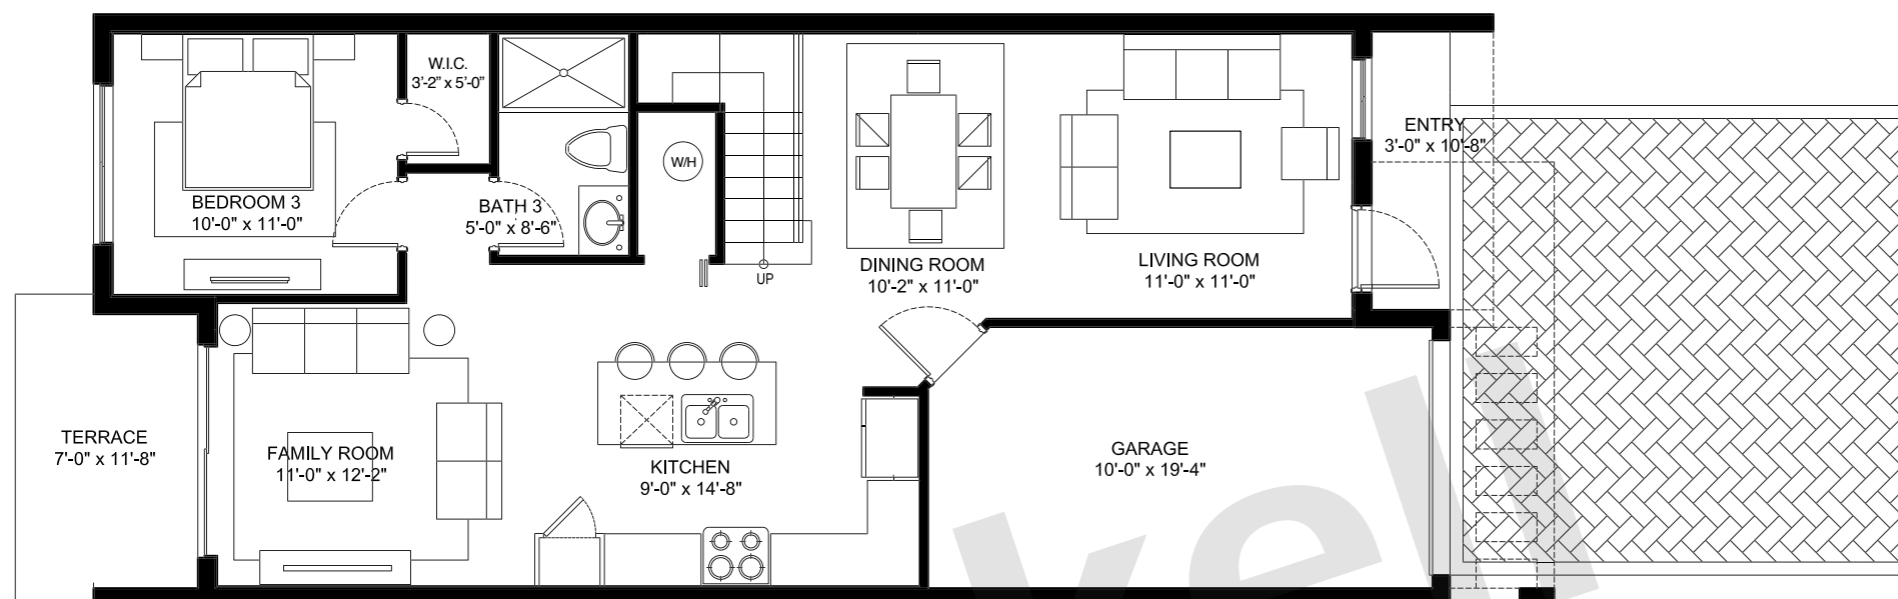 W.I.C.
3'-2" x 5'-0"
ENTRY
3'-0" x 10'-8"
W/H
BEDROOM 3
10'-0" x 11'-0"
BATH 3
5'-0" x 8'-6"
UP
DINING ROOM
10'-2" x 11'-0"
LIVING ROOM
11'-0" x 11'-0"
TERRACE
7'-0" x 11'-8"
FAMILY ROOM
11'-0" x 12'-2"
KITCHEN
9'-0" x 14'-8"
GARAGE
10'-0" x 19'-4"
kell